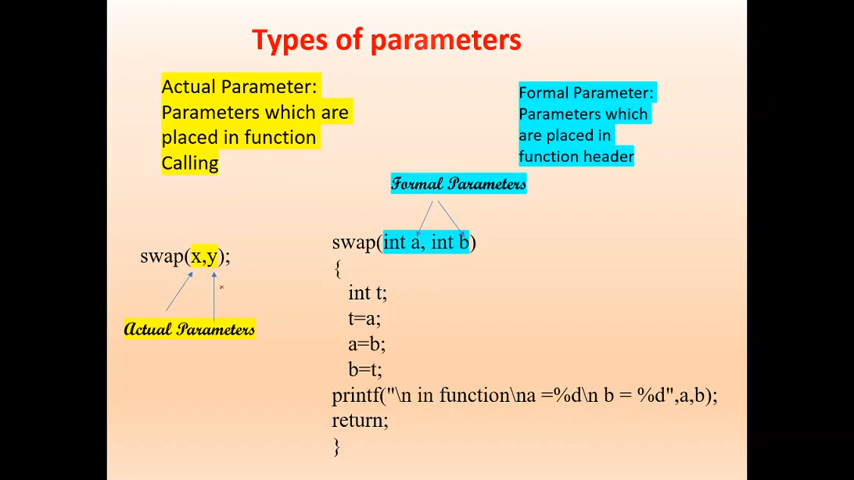 Types of parameters
Actual Parameter:
Parameters which are
placed in function
Calling
Formal Parameter:
Parameters which
are placed in
function header
Formal Parameters
swap(x,y);
Actual Parameters
swap(int a, int b)
{
int t;
t=a;
a=b;
b=t;
printf("\n in function\na =%d\n b = %d",a,b);
return;
}